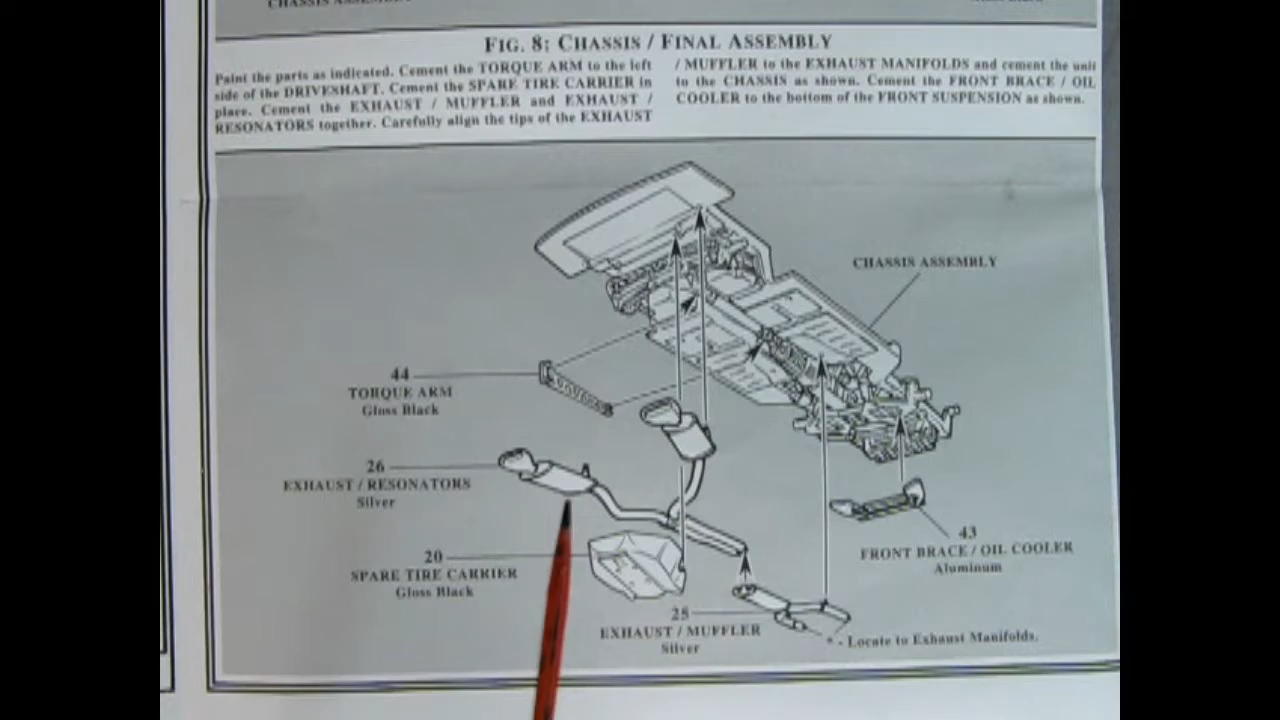 CHASSIS ASSEMBLY
FIG. 8: CHASSIS / FINAL ASSEMBLY
Paint the parts as indicated. Cement the TORQUE ARM to the left
side of the DRIVESHAFT. Cement the SPARE TIRE CARRIER in
place. Cement the EXHAUST / MUFFLER and EXHAUST /
RESONATORS together. Carefully align the tips of the EXHAUST
/ MUFFLER to the EXHAUST MANIFOLDS and cement the unit
to the CHASSIS as shown. Cement the FRONT BRACE / OIL
COOLER to the bottom of the FRONT SUSPENSION as shown.
CHASSIS ASSEMBLY
44
TORQUE ARM
Gloss Black
26
EXHAUST / RESONATORS
Silver
20
SPARE TIRE CARRIER
Gloss Black
25
EXHAUST / MUFFLER
Silver
43
FRONT BRACE / OIL COOLER
Aluminum
* - Locate to Exhaust Manifolds.